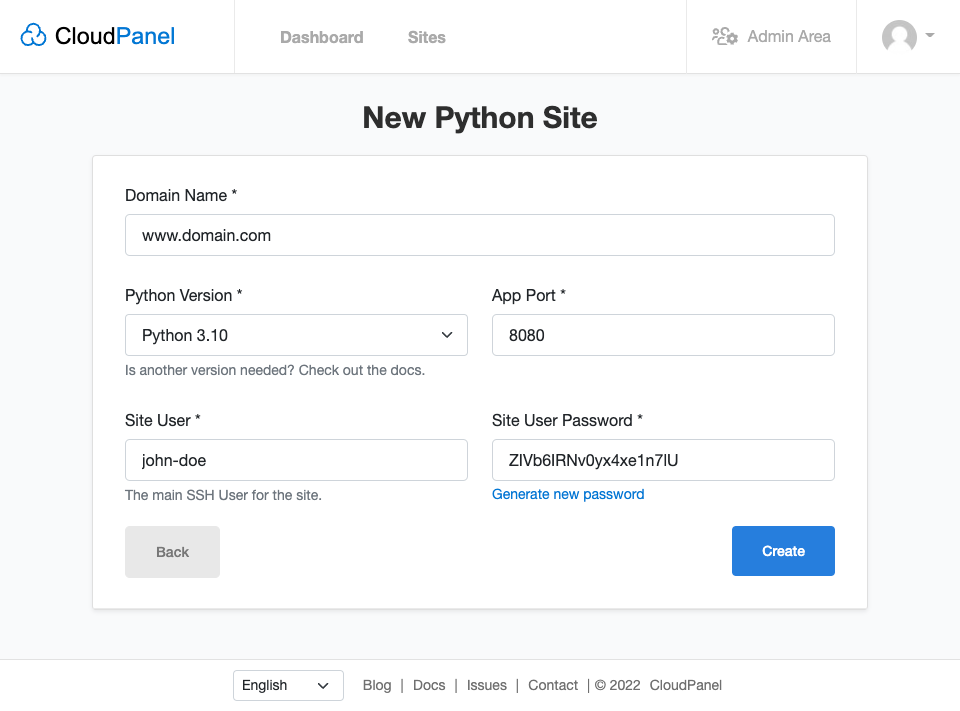 CloudPanel Dashboard Sites Admin Area
New Python Site
Domain Name *
www.domain.com
Python Version * App Port *
Python 3.10 8080
Is another version needed? Check out the docs.
Site User * Site User Password *
john-doe ZIVb6IRNv0yx4xe1n7lU
The main SSH User for the site. Generate new password
Back Create
English Blog | Docs | Issues | Contact | © 2022 CloudPanel